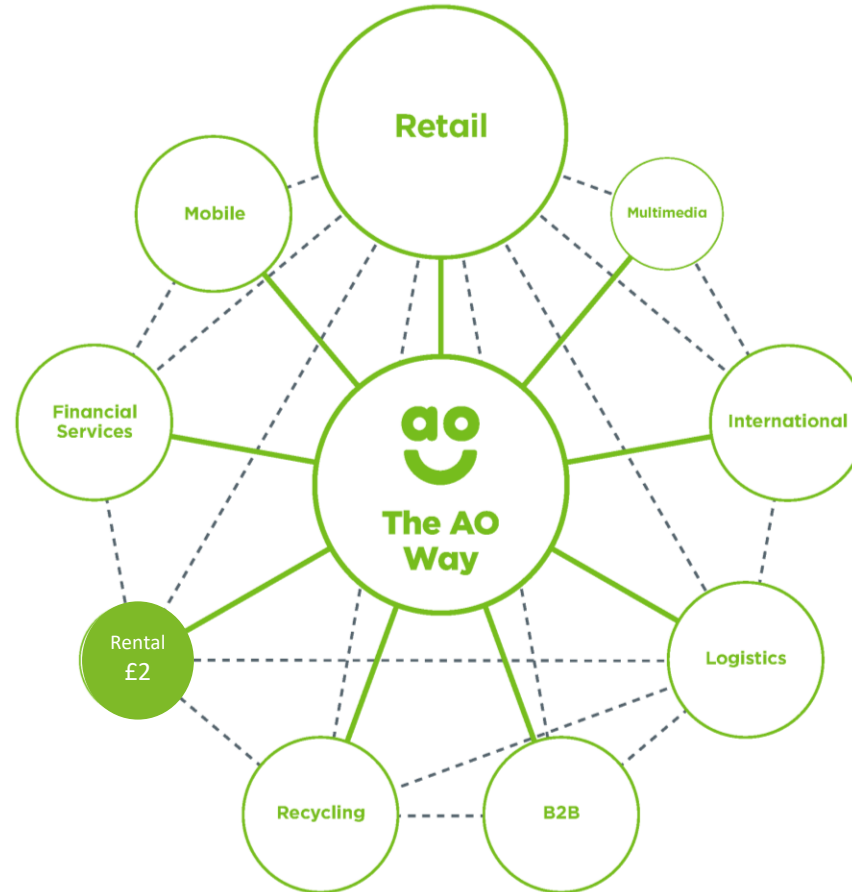 Retail
Mobile
Multimedia
Financial
Services
International
ao
The AO
Way
Rental
£2
Logistics
Recycling
B2B